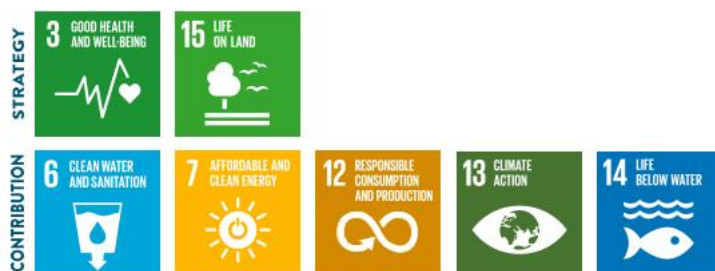 STRATEGY
3 GOOD HEALTH
AND WELL-BEING
15 LIFE
ON LAND
CONTRIBUTION
6 CLEAN WATER
AND SANITATION
7 AFFORDABLE AND
CLEAN ENERGY
12 RESPONSIBLE
CONSUMPTION
AND PRODUCTION
13 CLIMATE
ACTION
14 LIFE
BELOW WATER